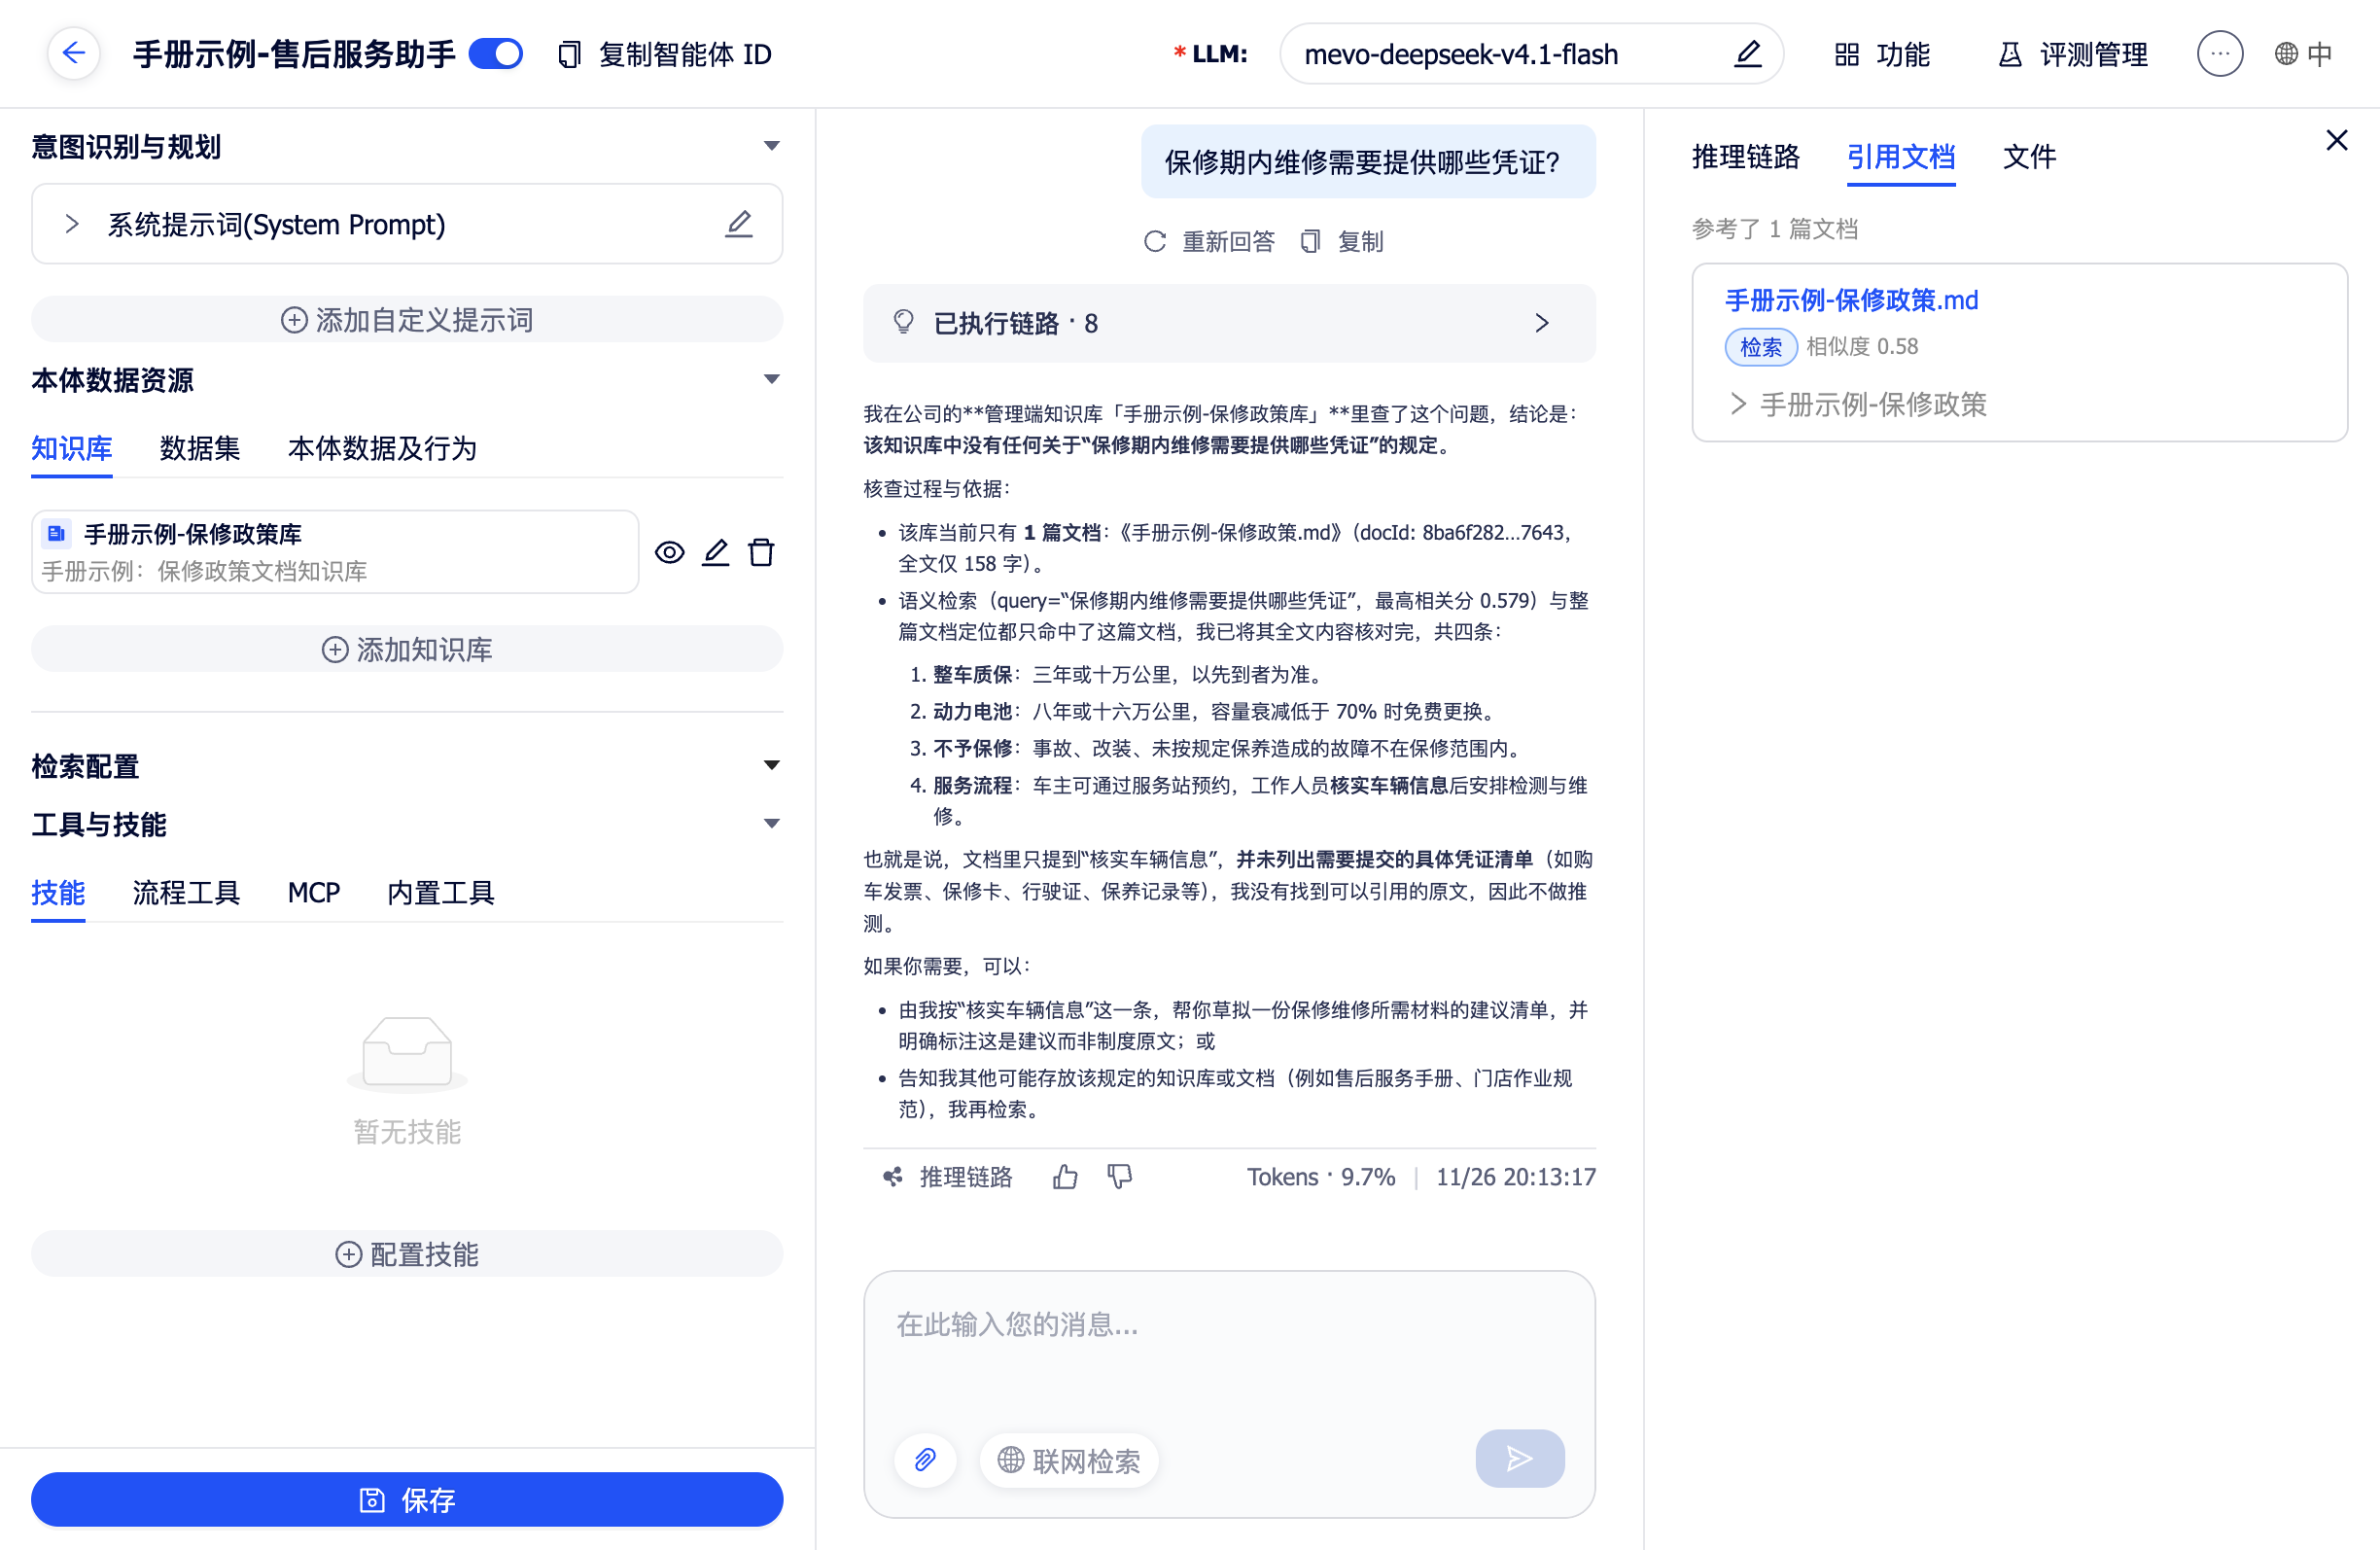 手册示例-售后服务助手
复制智能体 ID
* LLM:
mevo-deepseek-v4.1-flash
功能
评测管理
中
意图识别与规划
系统提示词(System Prompt)
添加自定义提示词
本体数据资源
知识库 数据集 本体数据及行为
手册示例-保修政策库
手册示例：保修政策文档知识库
添加知识库
检索配置
工具与技能
技能 流程工具 MCP 内置工具
暂无技能
配置技能
保存
保修期内维修需要提供哪些凭证?
重新回答 复制
已执行链路 · 8
我在公司的**管理端知识库「手册示例-保修政策库」**里查了这个问题，结论是：
该知识库中没有任何关于“保修期内维修需要提供哪些凭证”的规定。
核查过程与依据：
• 该库当前只有 1 篇文档：《手册示例-保修政策.md》（docId: 8ba6f282…7643，
全文仅 158 字）。
• 语义检索（query=“保修期内维修需要提供哪些凭证”，最高相关分 0.579）与整
篇文档定位都只命中了这篇文档，我已将其全文内容核对完，共四条：
1. 整车质保：三年或十万公里，以先到者为准。
2. 动力电池：八年或十六万公里，容量衰减低于 70% 时免费更换。
3. 不予保修：事故、改装、未按规定保养造成的故障不在保修范围内。
4. 服务流程：车主可通过服务站预约，工作人员核实车辆信息后安排检测与维
修。
也就是说，文档里只提到“核实车辆信息”，并未列出需要提交的具体凭证清单（如购
车发票、保修卡、行驶证、保养记录等），我没有找到可以引用的原文，因此不做推
测。
如果你需要，可以：
• 由我按“核实车辆信息”这一条，帮你草拟一份保修维修所需材料的建议清单，并
明确标注这是建议而非制度原文；或
• 告知我其他可能存放该规定的知识库或文档（例如售后服务手册、门店作业规
范），我再检索。
推理链路
Tokens · 9.7% | 11/26 20:13:17
在此输入您的消息...
联网检索
推理链路 引用文档 文件
参考了 1 篇文档
手册示例-保修政策.md
检索 相似度 0.58
手册示例-保修政策